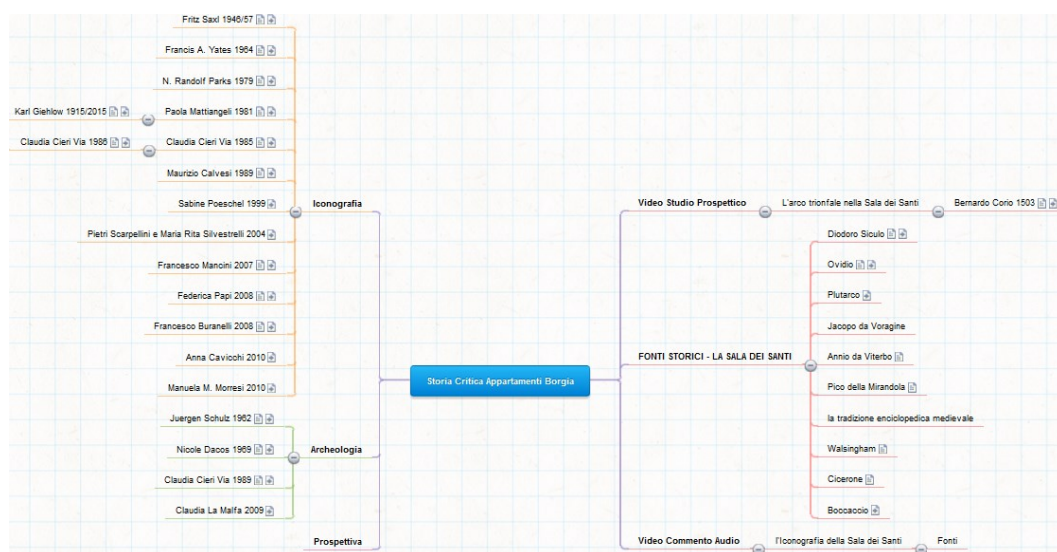 Fritz Saxl 1946/57
Francis A. Yates 1964
N. Randolf Parks 1979
Karl Giehlow 1915/2015
Paola Mattiangeli 1981
Claudia Cieri Via 1986
Claudia Cieri Via 1985
Maurizio Calvesi 1989
Sabine Poeschel 1999
Iconografia
Pietri Scarpellini e Maria Rita Silvestrelli 2004
Francesco Mancini 2007
Federica Papi 2008
Francesco Buranelli 2008
Anna Cavicchi 2010
Manuela M. Morresi 2010
Juergen Schulz 1962
Nicole Dacos 1969
Archeologia
Claudia Cieri Via 1989
Claudia La Malfa 2009
Prospettiva
Storia Critica Appartamenti Borgia
Video Studio Prospettico
L'arco trionfale nella Sala dei Santi
Bernardo Corio 1503
FONTI STORICI - LA SALA DEI SANTI
Diodoro Siculo
Ovidio
Plutarco
Jacopo da Voragine
Annio da Viterbo
Pico della Mirandola
la tradizione enciclopedica medievale
Walsingham
Cicerone
Boccaccio
Video Commento Audio
l'Iconografia della Sala dei Santi
Fonti